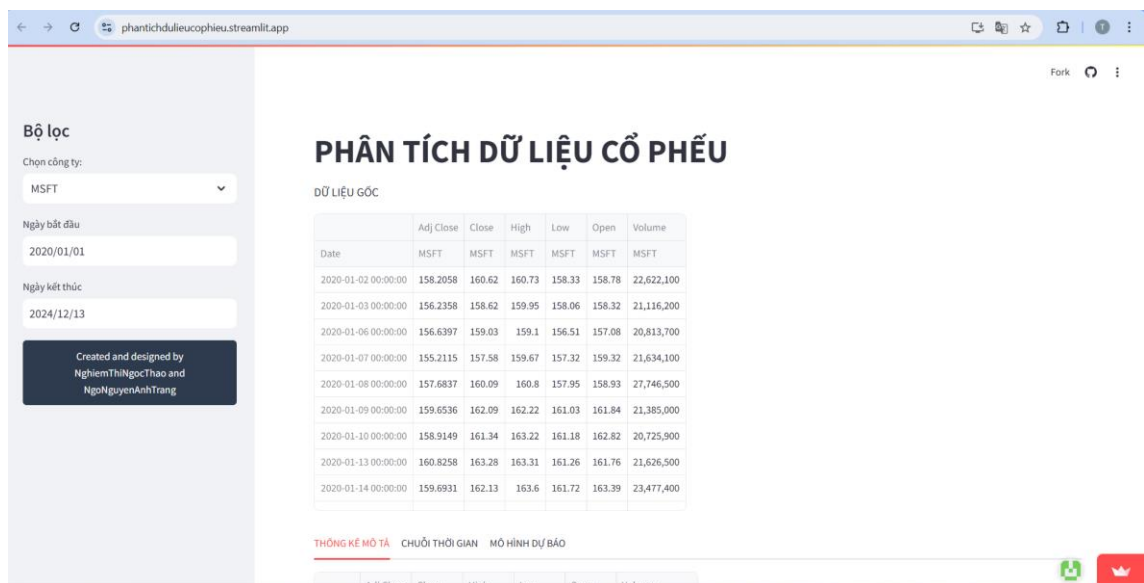 phantichdulieucophieu.streamlit.app
T
Fork
Bộ lọc
Chọn công ty:
MSFT
Ngày bắt đầu
2020/01/01
Ngày kết thúc
2024/12/13
Created and designed by
NghiemThiNgocThao and
NgoNguyenAnhTrang
PHÂN TÍCH DỮ LIỆU CỔ PHẾU
DỮ LIỆU GỐC
Adj Close Close High Low Open Volume
Date MSFT MSFT MSFT MSFT MSFT MSFT
2020-01-02 00:00:00 158.2058 160.62 160.73 158.33 158.78 22,622,100
2020-01-03 00:00:00 156.2358 158.62 159.95 158.06 158.32 21,116,200
2020-01-06 00:00:00 156.6397 159.03 159.1 156.51 157.08 20,813,700
2020-01-07 00:00:00 155.2115 157.58 159.67 157.32 159.32 21,634,100
2020-01-08 00:00:00 157.6837 160.09 160.8 157.95 158.93 27,746,500
2020-01-09 00:00:00 159.6536 162.09 162.22 161.03 161.84 21,385,000
2020-01-10 00:00:00 158.9149 161.34 163.22 161.18 162.82 20,725,900
2020-01-13 00:00:00 160.8258 163.28 163.31 161.26 161.76 21,626,500
2020-01-14 00:00:00 159.6931 162.13 163.6 161.72 163.39 23,477,400
THỐNG KÊ MÔ TẢ CHUỖI THỜI GIAN MÔ HÌNH DỰ BÁO